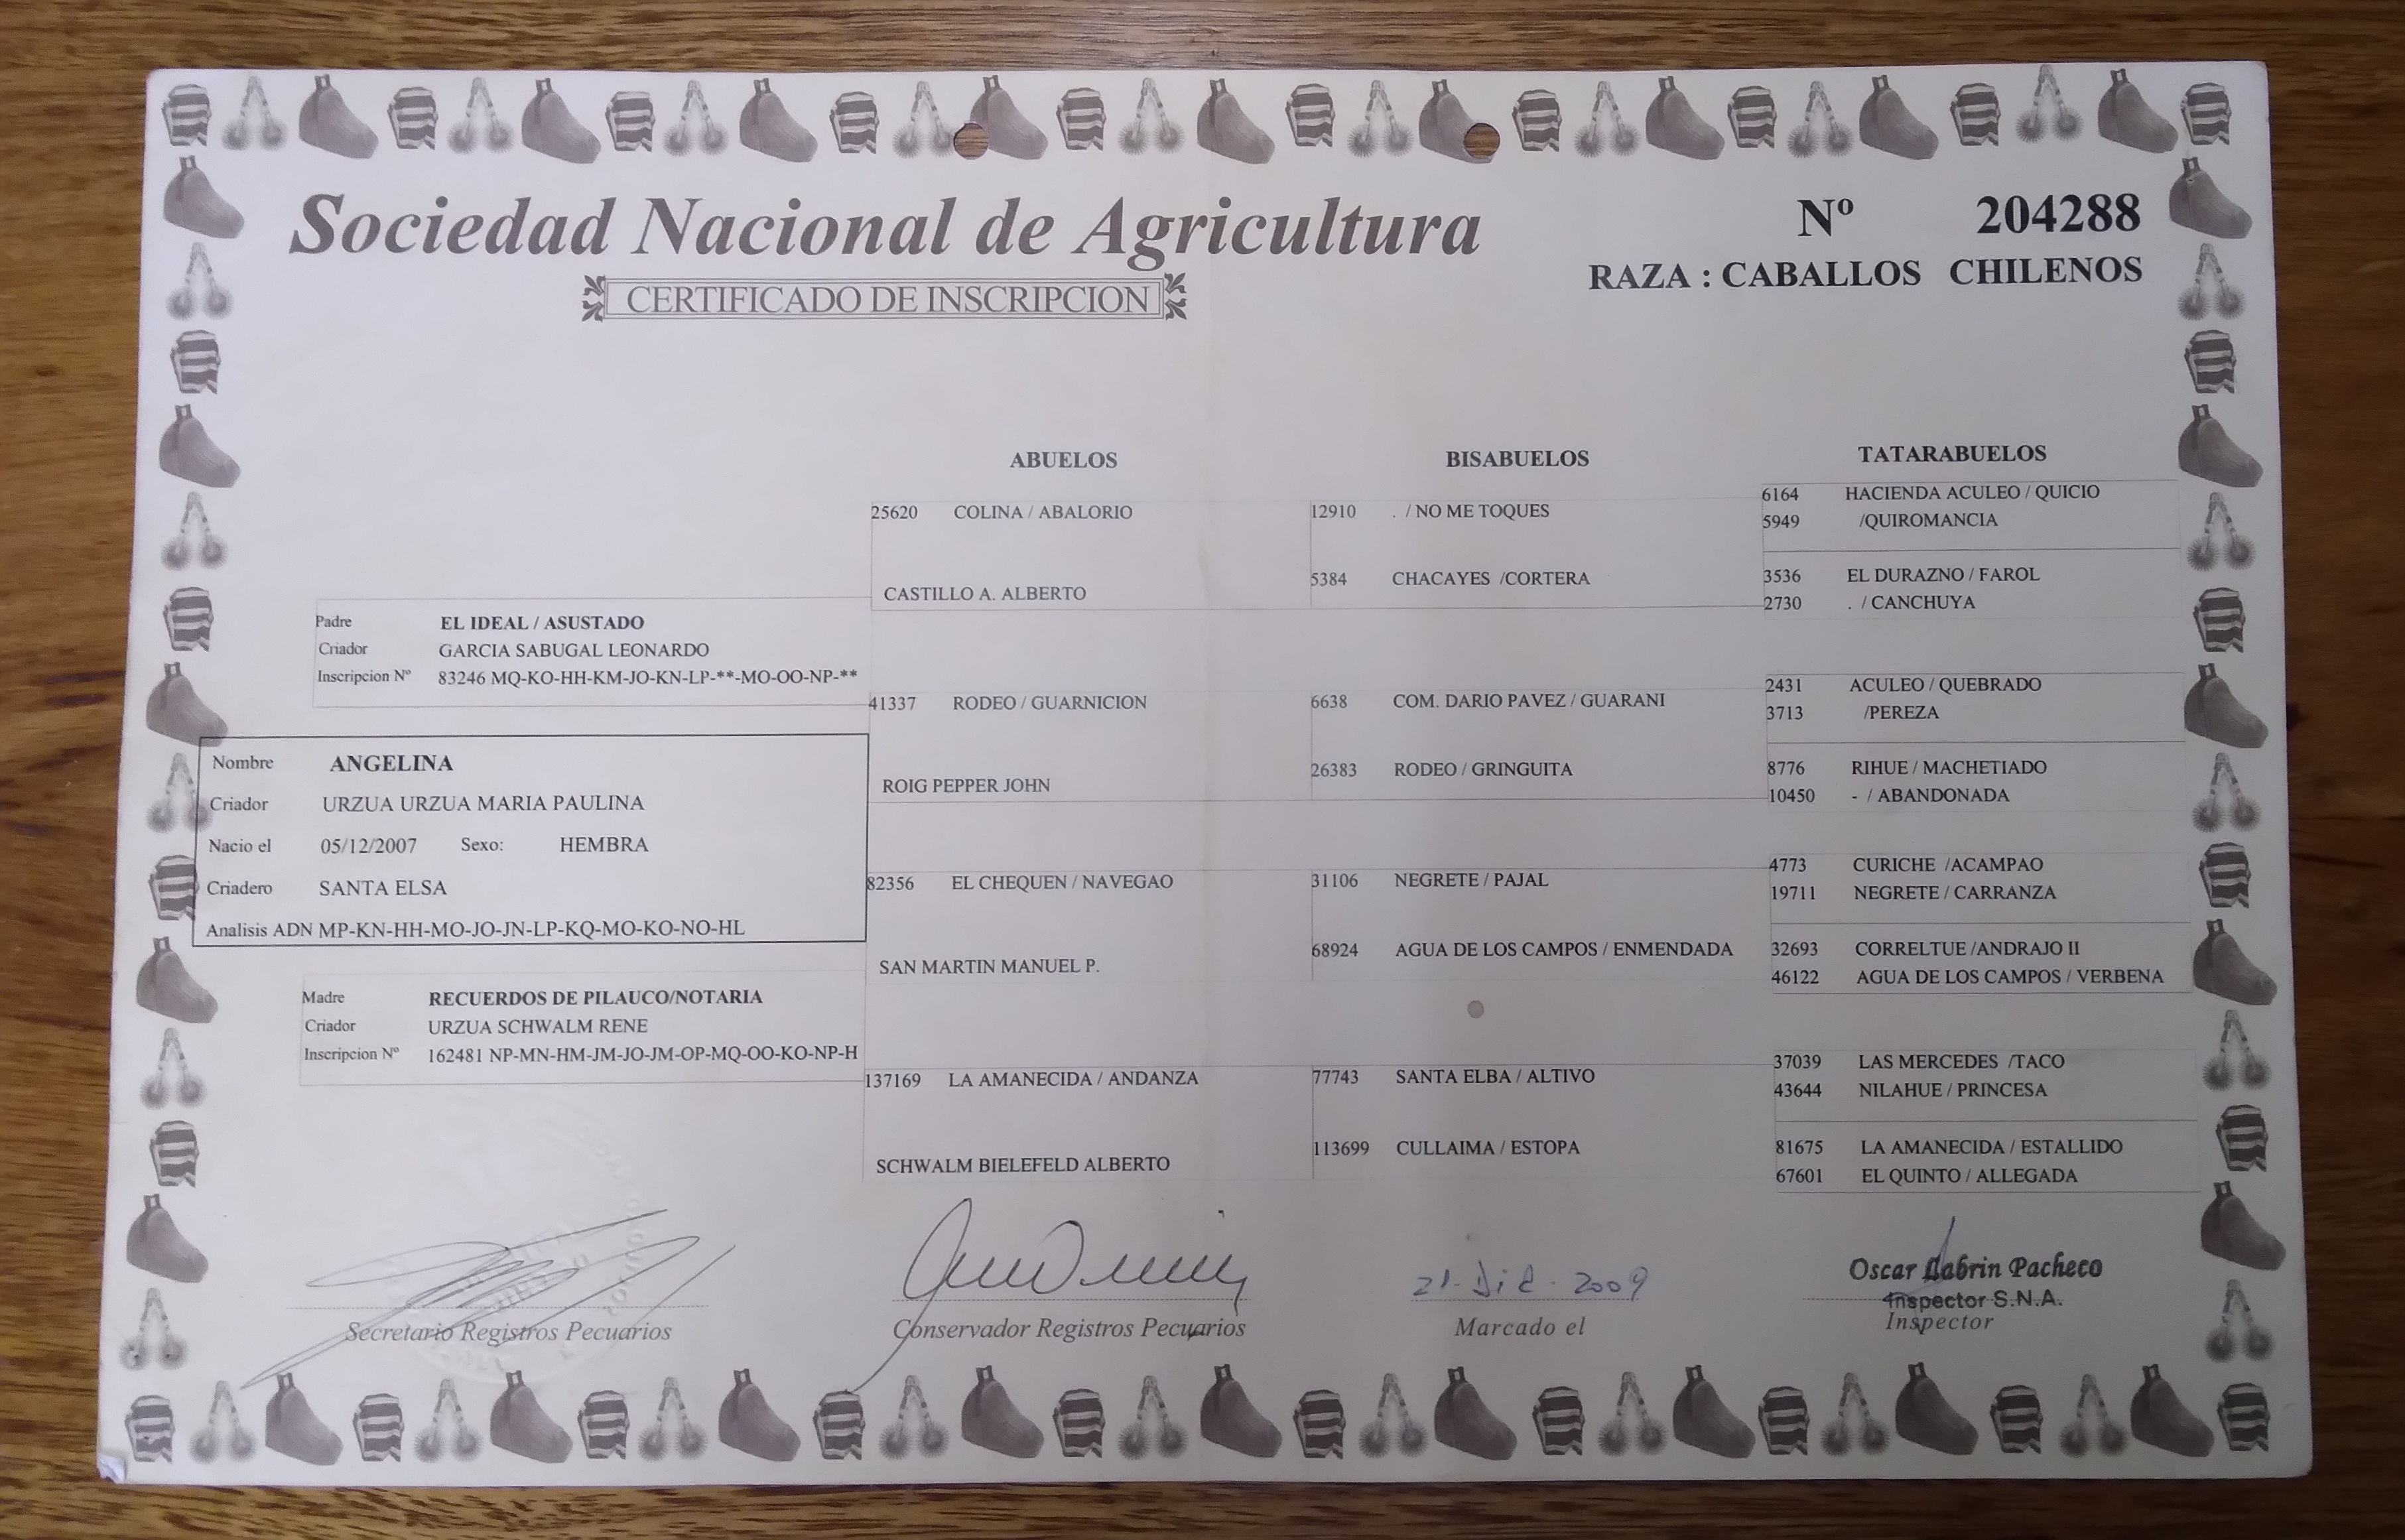 Sociedad Nacional de Agricultura
CERTIFICADO DE INSCRIPCION
Nº 204288
RAZA : CABALLOS CHILENOS
ABUELOS
BISABUELOS
TATARABUELOS
Padre EL IDEAL / ASUSTADO
Criador GARCIA SABUGAL LEONARDO
Inscripcion Nº 83246 MQ-KO-HH-KM-JO-KN-LP-**-MO-OO-NP-**
Nombre ANGELINA
Criador URZUA URZUA MARIA PAULINA
Nacio el 05/12/2007 Sexo: HEMBRA
Criadero SANTA ELSA
Analisis ADN MP-KN-HH-MO-JO-JN-LP-KQ-MO-KO-NO-HL
Madre RECUERDOS DE PILAUCO/NOTARIA
Criador URZUA SCHWALM RENE
Inscripcion Nº 162481 NP-MN-HM-JM-JO-JM-OP-MQ-OO-KO-NP-H
25620 COLINA / ABALORIO
CASTILLO A. ALBERTO
41337 RODEO / GUARNICION
ROIG PEPPER JOHN
82356 EL CHEQUEN / NAVEGAO
SAN MARTIN MANUEL P.
137169 LA AMANECIDA / ANDANZA
SCHWALM BIELEFELD ALBERTO
12910 . / NO ME TOQUES
5384 CHACAYES /CORTERA
6638 COM. DARIO PAVEZ / GUARANI
26383 RODEO / GRINGUITA
31106 NEGRETE / PAJAL
68924 AGUA DE LOS CAMPOS / ENMENDADA
77743 SANTA ELBA / ALTIVO
113699 CULLAIMA / ESTOPA
6164 HACIENDA ACULEO / QUICIO
5949 /QUIROMANCIA
3536 EL DURAZNO / FAROL
2730 . / CANCHUYA
2431 ACULEO / QUEBRADO
3713 /PEREZA
8776 RIHUE / MACHETIADO
10450 - / ABANDONADA
4773 CURICHE /ACAMPAO
19711 NEGRETE / CARRANZA
32693 CORRELTUE /ANDRAJO II
46122 AGUA DE LOS CAMPOS / VERBENA
37039 LAS MERCEDES /TACO
43644 NILAHUE / PRINCESA
81675 LA AMANECIDA / ESTALLIDO
67601 EL QUINTO / ALLEGADA
Secretario Registros Pecuarios
Conservador Registros Pecuarios
21-Dic-2009
Marcado el
Oscar Labrin Pacheco
Inspector S.N.A.
Inspector